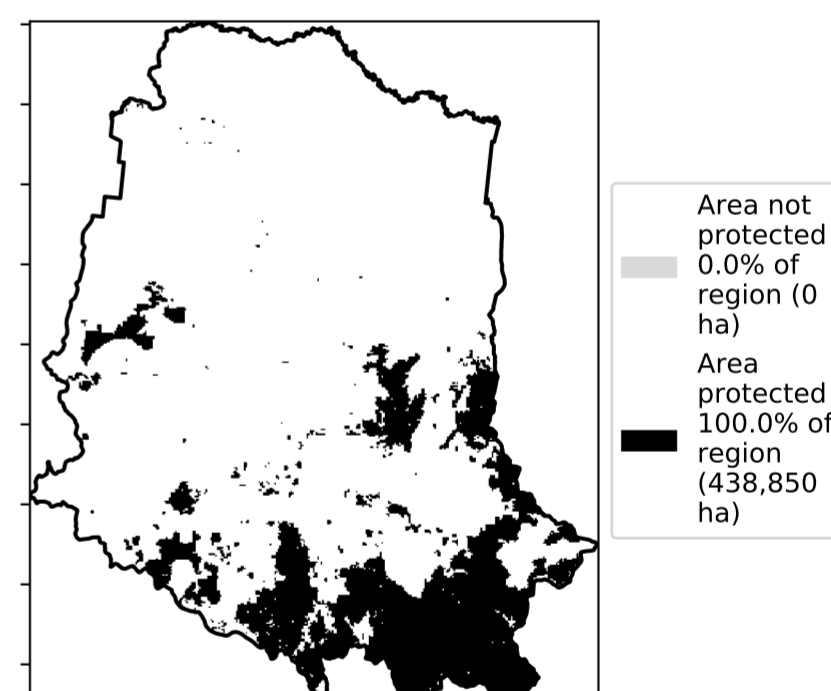 Area not
protected
0.0% of
region (0
ha)
Area
protected
100.0% of
region
(438,850
ha)